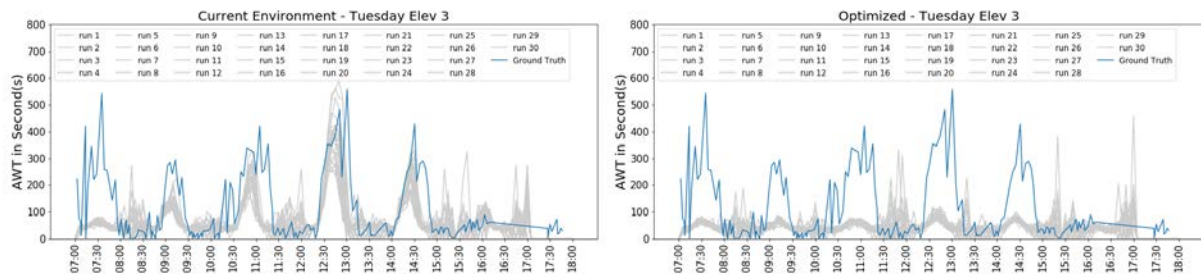 Current Environment - Tuesday Elev 3
AWT in Second(s)
800
700
600
500
400
300
200
100
0
run 1 run 5 run 9 run 13 run 17 run 21 run 25 run 29
run 2 run 6 run 10 run 14 run 18 run 22 run 26 run 30
run 3 run 7 run 11 run 15 run 19 run 23 run 27 Ground Truth
run 4 run 8 run 12 run 16 run 20 run 24 run 28
07:00 07:30 08:00 08:30 09:00 09:30 10:00 10:30 11:00 11:30 12:00 12:30 13:00 13:30 14:00 14:30 15:00 15:30 16:00 16:30 17:00 17:30 18:00
Optimized - Tuesday Elev 3
AWT in Second(s)
800
700
600
500
400
300
200
100
0
run 1 run 5 run 9 run 13 run 17 run 21 run 25 run 29
run 2 run 6 run 10 run 14 run 18 run 22 run 26 run 30
run 3 run 7 run 11 run 15 run 19 run 23 run 27 Ground Truth
run 4 run 8 run 12 run 16 run 20 run 24 run 28
07:00 07:30 08:00 08:30 09:00 09:30 10:00 10:30 11:00 11:30 12:00 12:30 13:00 13:30 14:00 14:30 15:00 15:30 16:00 16:30 17:00 17:30 18:00